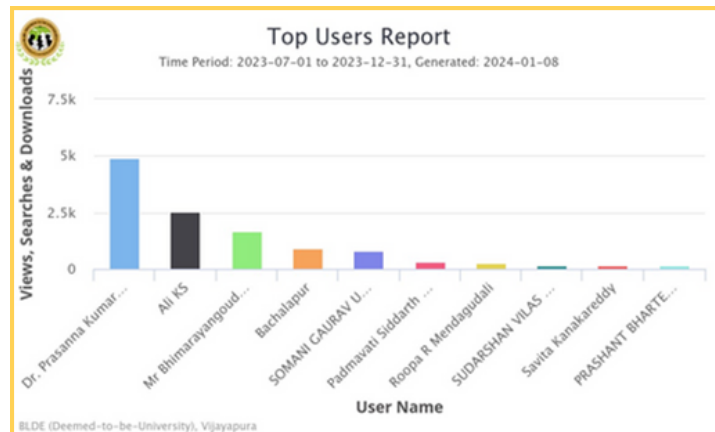 Top Users Report
Time Period: 2023-07-01 to 2023-12-31, Generated: 2024-01-08
Views, Searches & Downloads
7.5k
5k
2.5k
0
Dr. Prasanna Kumar...
Ali KS
Mr Bhimarayangoud...
Bachalapur
SOMANI GAURAV U...
Padmavati Siddarth ...
Roopa R Mendagudali
SUDARSHAN VILAS ...
Savita Kanakareddy
PRASHANT BHARTE...
User Name
BLDE (Deemed-to-be-University), Vijayapura